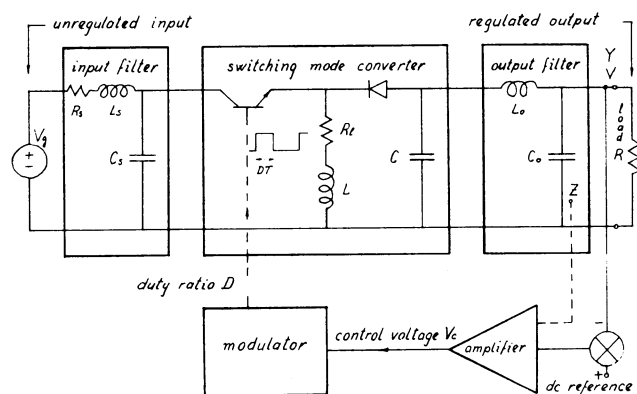 unregulated input
regulated output
input filter
switching mode converter
output filter
Y
V
Rs
Ls
Lo
load
Vg
Cs
Rℓ
DT
C
Co
R
L
Z
duty ratio D
control voltage Vc
modulator
amplifier
+
dc reference